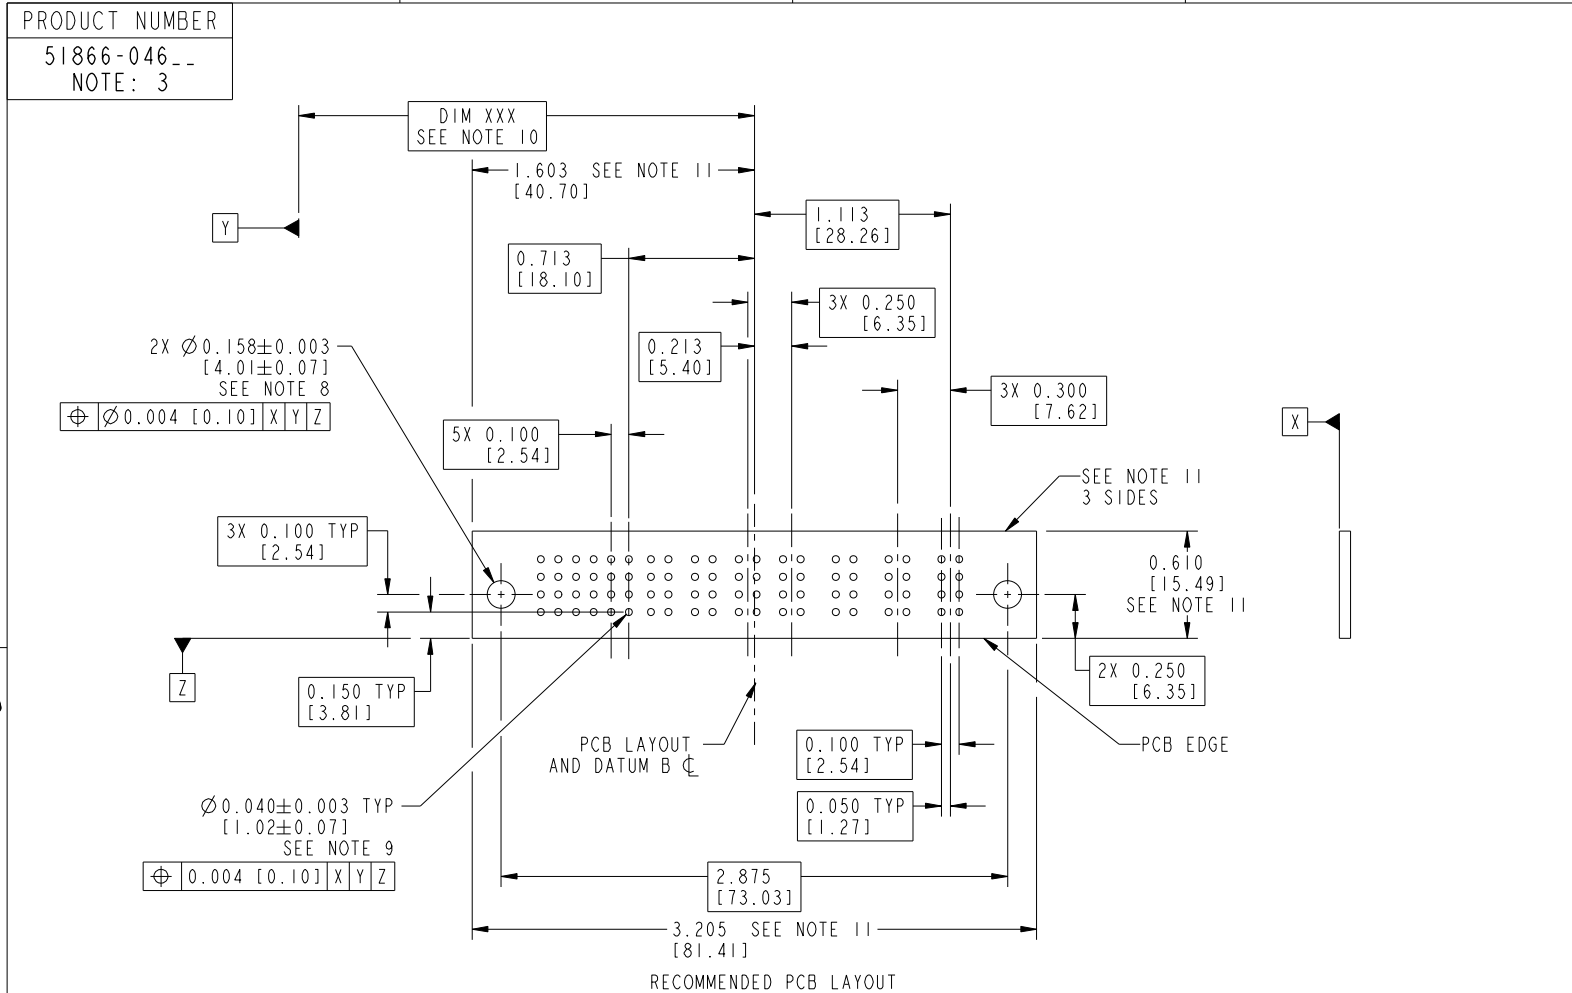 PRODUCT NUMBER
51866-046__
NOTE: 3
DIM XXX
SEE NOTE 10
1.603 SEE NOTE 11
[40.70]
Y
1.113
[28.26]
0.713
[18.10]
3X 0.250
[6.35]
0.213
[5.40]
2X Ø0.158±0.003
[4.01±0.07]
SEE NOTE 8
⌖ Ø0.004 [0.10] X Y Z
3X 0.300
[7.62]
5X 0.100
[2.54]
X
SEE NOTE 11
3 SIDES
3X 0.100 TYP
[2.54]
0.610
[15.49]
SEE NOTE 11
Z
0.150 TYP
[3.81]
2X 0.250
[6.35]
PCB LAYOUT
AND DATUM B ℄
0.100 TYP
[2.54]
PCB EDGE
0.050 TYP
[1.27]
Ø0.040±0.003 TYP
[1.02±0.07]
SEE NOTE 9
⌖ 0.004 [0.10] X Y Z
2.875
[73.03]
3.205 SEE NOTE 11
[81.41]
RECOMMENDED PCB LAYOUT